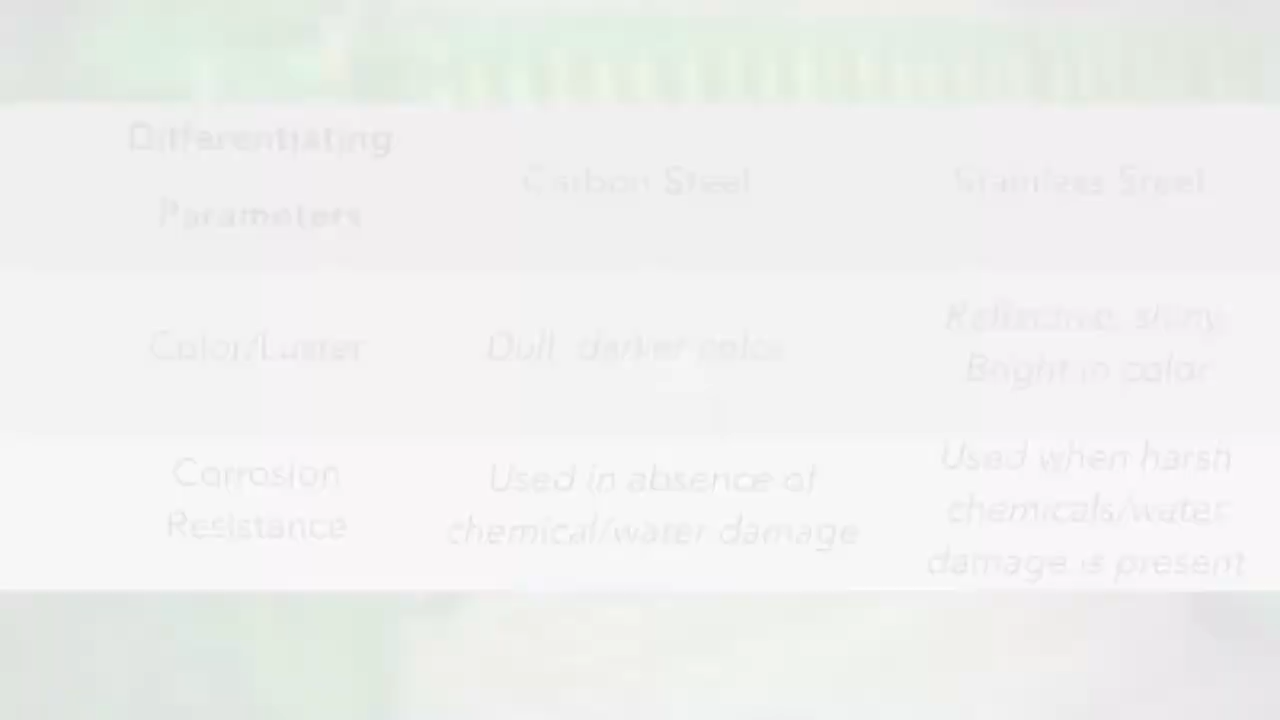 Differentiating
Parameters
Carbon Steel
Stainless Steel
Color/Luster
Dull, darker color
Reflective, shiny
Bright in color
Corrosion
Resistance
Used in absence of
chemical/water damage
Used when harsh
chemicals/water
damage is present